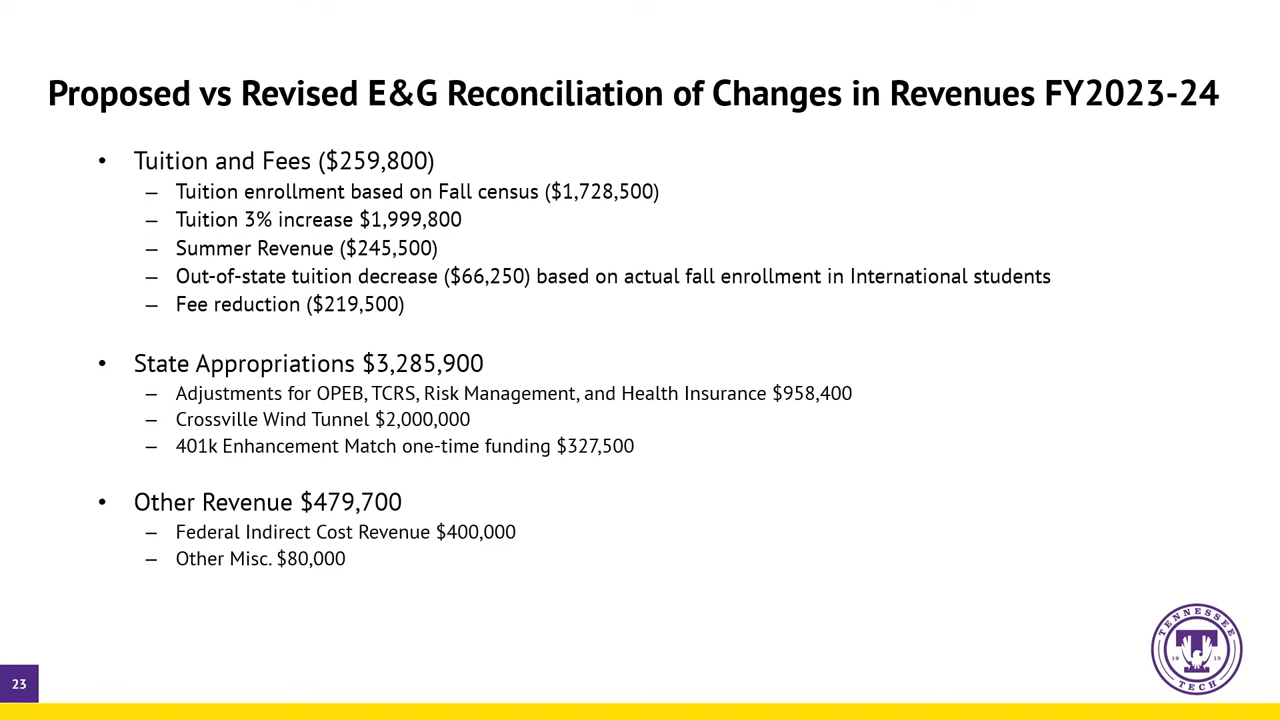 Proposed vs Revised E&G Reconciliation of Changes in Revenues FY2023-24
• Tuition and Fees ($259,800)
– Tuition enrollment based on Fall census ($1,728,500)
– Tuition 3% increase $1,999,800
– Summer Revenue ($245,500)
– Out-of-state tuition decrease ($66,250) based on actual fall enrollment in International students
– Fee reduction ($219,500)
• State Appropriations $3,285,900
– Adjustments for OPEB, TCRS, Risk Management, and Health Insurance $958,400
– Crossville Wind Tunnel $2,000,000
– 401k Enhancement Match one-time funding $327,500
• Other Revenue $479,700
– Federal Indirect Cost Revenue $400,000
– Other Misc. $80,000
TENNESSEE
T
19 15
TECH
23